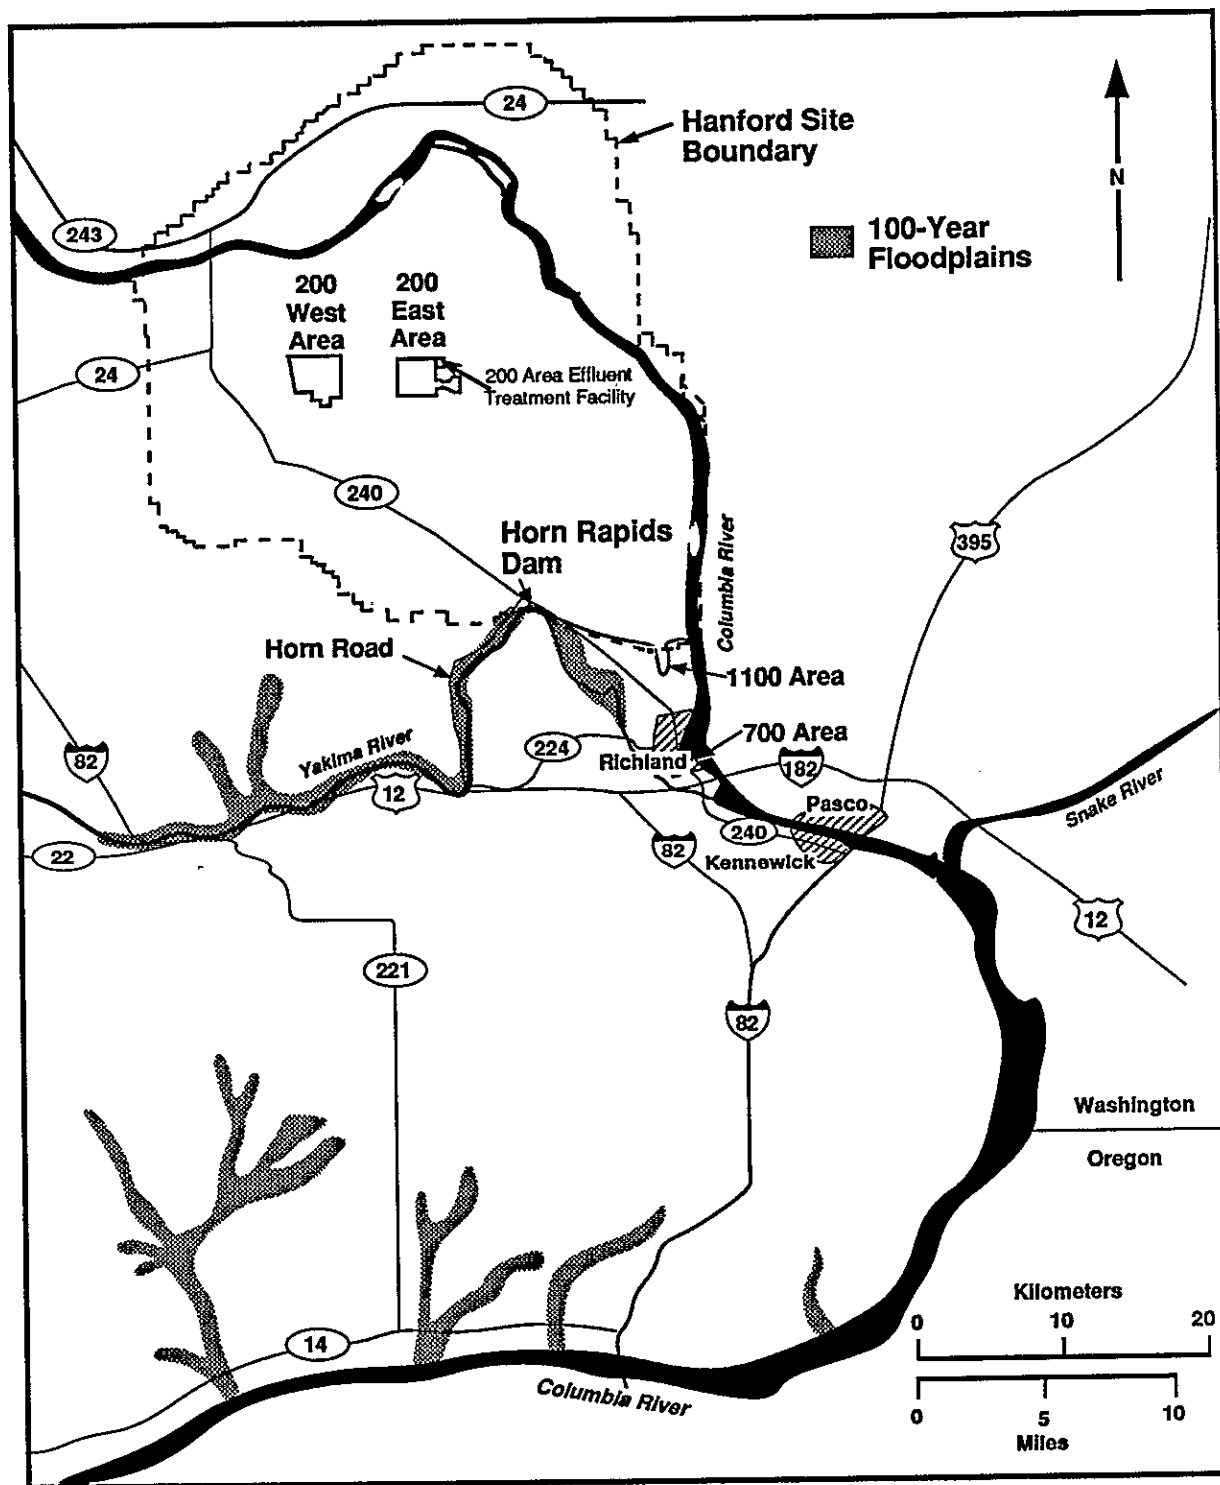 24
Hanford Site
Boundary
N
243
100-Year
Floodplains
200
West
Area
200
East
Area
24
200 Area Effluent
Treatment Facility
240
Horn Rapids
Dam
395
Columbia River
Horn Road
1100 Area
82
Yakima River
224
700 Area
Richland
182
12
Pasco
Snake River
22
240
82
Kennewick
12
221
82
Washington
Oregon
14
Kilometers
0 10 20
Columbia River
0 5 10
Miles